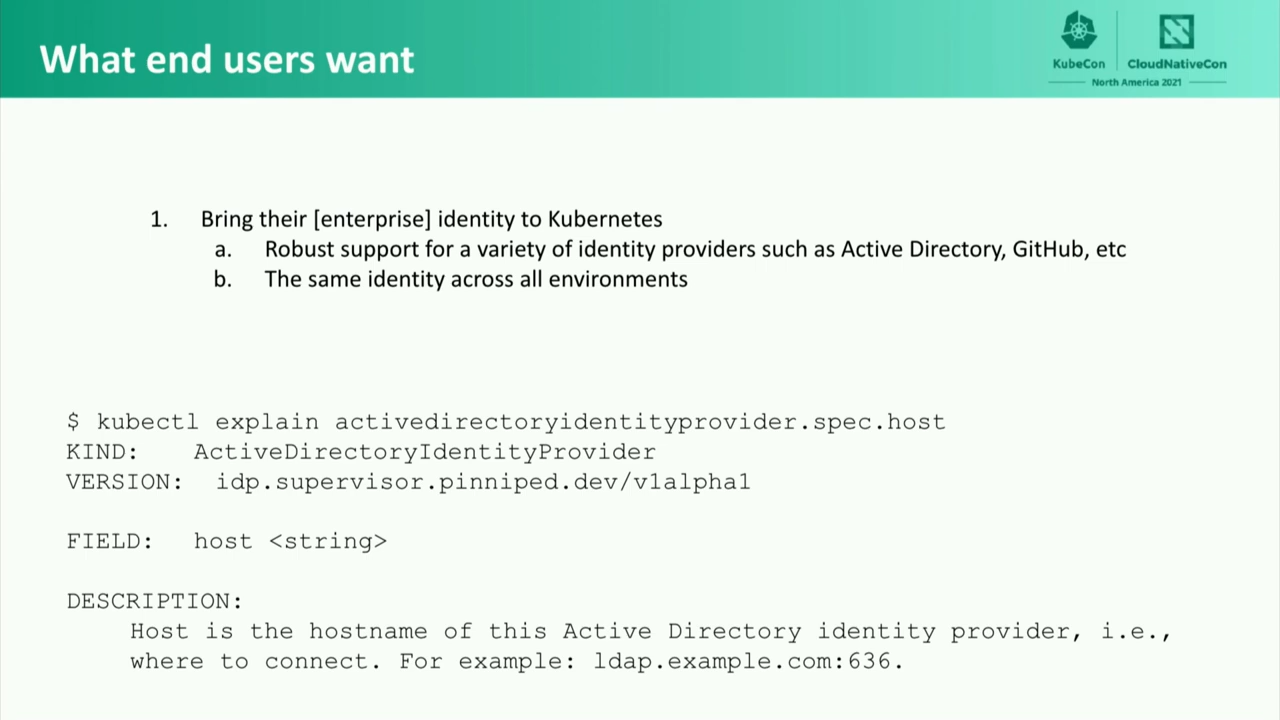 What end users want
KubeCon
CloudNativeCon
North America 2021
1. Bring their [enterprise] identity to Kubernetes
a. Robust support for a variety of identity providers such as Active Directory, GitHub, etc
b. The same identity across all environments
$ kubectl explain activedirectoryidentityprovider.spec.host
KIND: ActiveDirectoryIdentityProvider
VERSION: idp.supervisor.pinniped.dev/v1alpha1
FIELD: host <string>
DESCRIPTION:
Host is the hostname of this Active Directory identity provider, i.e.,
where to connect. For example: ldap.example.com:636.